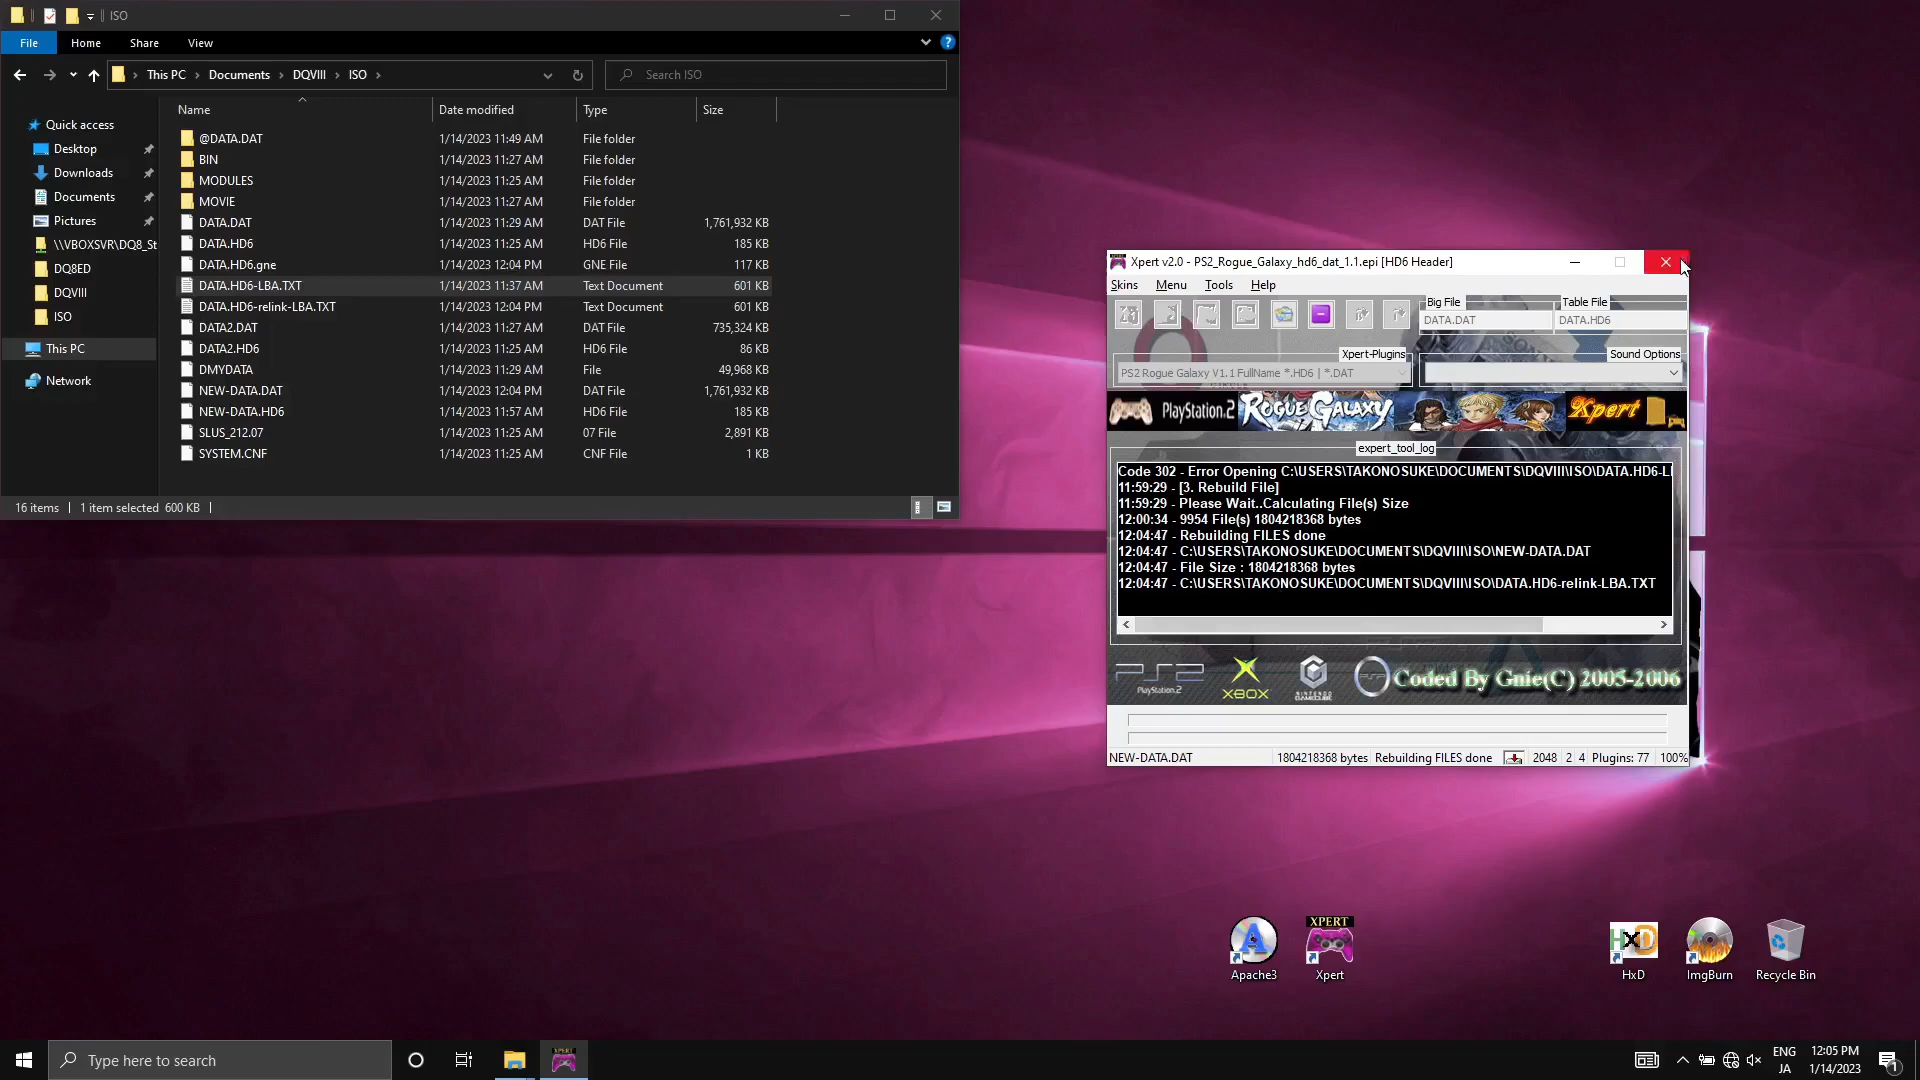 ISO
File Home Share View
This PC Documents DQVIII ISO Search ISO
Name Date modified Type Size
Quick access
Desktop
Downloads
Documents
Pictures
\\VBOXSVR\DQ8_St
DQ8ED
DQVIII
ISO
This PC
Network
@DATA.DAT 1/14/2023 11:49 AM File folder
BIN 1/14/2023 11:27 AM File folder
MODULES 1/14/2023 11:25 AM File folder
MOVIE 1/14/2023 11:27 AM File folder
DATA.DAT 1/14/2023 11:29 AM DAT File 1,761,932 KB
DATA.HD6 1/14/2023 11:25 AM HD6 File 185 KB
DATA.HD6.gne 1/14/2023 12:04 PM GNE File 117 KB
DATA.HD6-LBA.TXT 1/14/2023 11:37 AM Text Document 601 KB
DATA.HD6-relink-LBA.TXT 1/14/2023 12:04 PM Text Document 601 KB
DATA2.DAT 1/14/2023 11:27 AM DAT File 735,324 KB
DATA2.HD6 1/14/2023 11:25 AM HD6 File 86 KB
DMYDATA 1/14/2023 11:29 AM File 49,968 KB
NEW-DATA.DAT 1/14/2023 12:04 PM DAT File 1,761,932 KB
NEW-DATA.HD6 1/14/2023 11:57 AM HD6 File 185 KB
SLUS_212.07 1/14/2023 11:25 AM 07 File 2,891 KB
SYSTEM.CNF 1/14/2023 11:25 AM CNF File 1 KB
16 items 1 item selected 600 KB
Xpert v2.0 - PS2_Rogue_Galaxy_hd6_dat_1.1.epi [HD6 Header]
Skins Menu Tools Help
Big File Table File
DATA.DAT DATA.HD6
Xpert-Plugins Sound Options
PS2 Rogue Galaxy V1.1 FullName *.HD6 | *.DAT
PlayStation.2 ROGUE GALAXY Xpert
expert_tool_log
Code 302 - Error Opening C:\USERS\TAKONOSUKE\DOCUMENTS\DQVIII\ISO\DATA.HD6-LI
11:59:29 - [3. Rebuild File]
11:59:29 - Please Wait..Calculating File(s) Size
12:00:34 - 9954 File(s) 1804218368 bytes
12:04:47 - Rebuilding FILES done
12:04:47 - C:\USERS\TAKONOSUKE\DOCUMENTS\DQVIII\ISO\NEW-DATA.DAT
12:04:47 - File Size : 1804218368 bytes
12:04:47 - C:\USERS\TAKONOSUKE\DOCUMENTS\DQVIII\ISO\DATA.HD6-relink-LBA.TXT
PS2 PlayStation.2 XBOX NINTENDO GAMECUBE PSP Coded By Gnie(C) 2005-2006
NEW-DATA.DAT 1804218368 bytes Rebuilding FILES done 2048 2 4 Plugins: 77 100%
XPERT
Apache3 Xpert HxD ImgBurn Recycle Bin
Type here to search
XPERT
ENG
JA
12:05 PM
1/14/2023
1